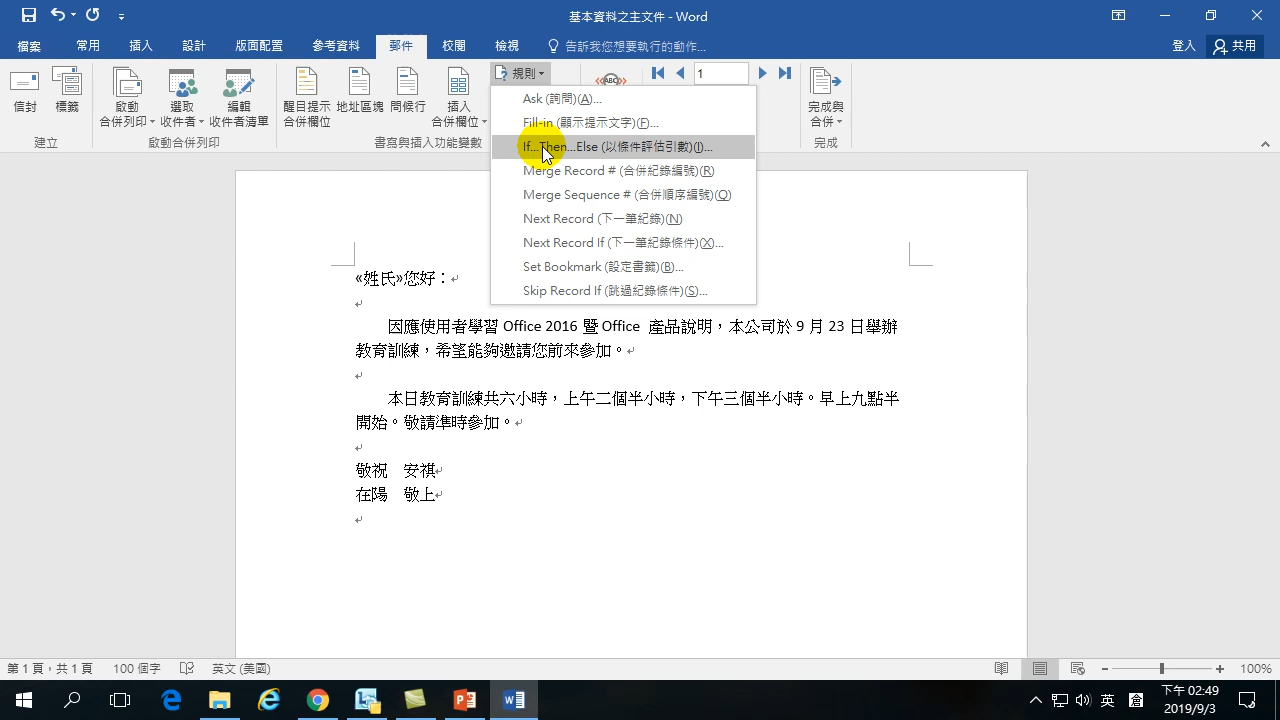 基本資料之主文件 - Word
檔案 常用 插入 設計 版面配置 參考資料 郵件 校閱 檢視 告訴我您想要執行的動作... 登入 共用
信封 標籤 啟動 合併列印 選取 收件者 編輯 收件者清單 醒目提示 合併欄位 地址區塊 問候行 插入 合併欄位 規則 ABC 1 完成與 合併
建立 啟動合併列印 書寫與插入功能變數 完成
Ask (詢問)(A)...
Fill-in (顯示提示文字)(F)...
If...Then...Else (以條件評估引數)(I)...
Merge Record # (合併紀錄編號)(R)
Merge Sequence # (合併順序編號)(Q)
Next Record (下一筆紀錄)(N)
Next Record If (下一筆紀錄條件)(X)...
Set Bookmark (設定書籤)(B)...
Skip Record If (跳過紀錄條件)(S)...
«姓氏»您好：
因應使用者學習 Office 2016 暨 Office 產品說明，本公司於 9 月 23 日舉辦
教育訓練，希望能夠邀請您前來參加。
本日教育訓練共六小時，上午二個半小時，下午三個半小時。早上九點半
開始。敬請準時參加。
敬祝 安祺
在陽 敬上
第 1 頁，共 1 頁 100 個字 英文 (美國) 100%
英 下午 02:49
2019/9/3